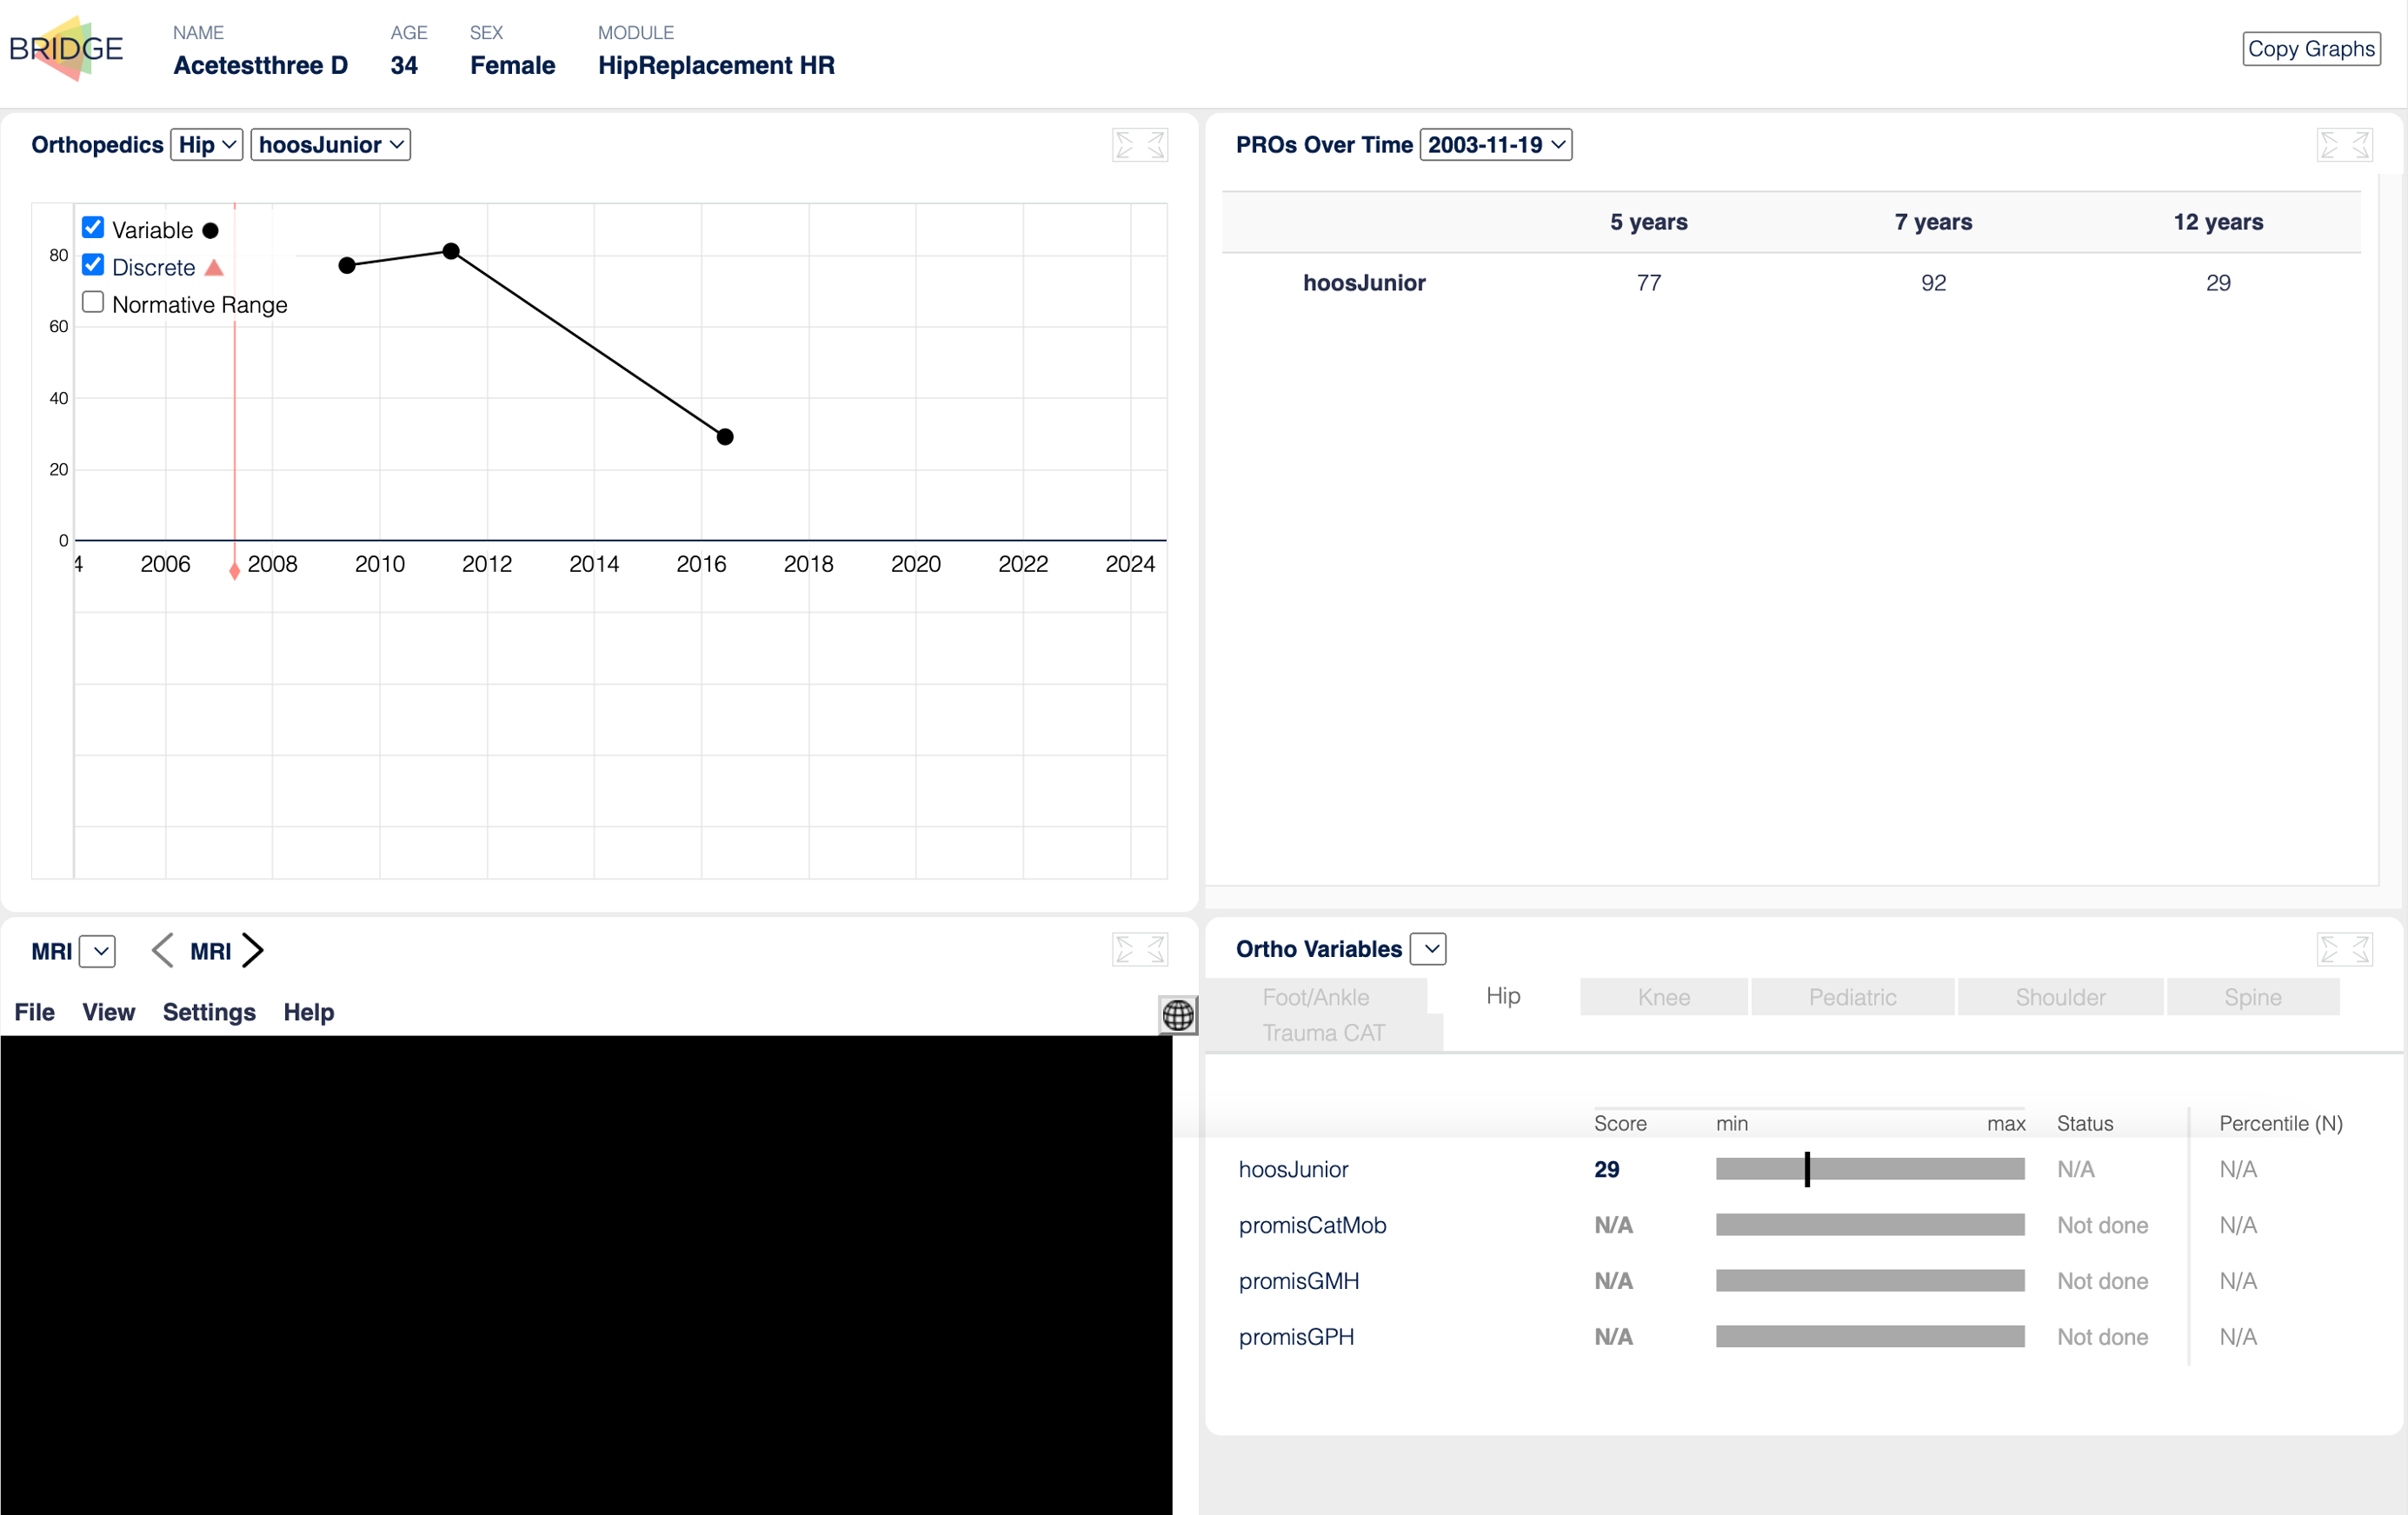 BRIDGE
NAME AGE SEX MODULE
Acetestthree D 34 Female HipReplacement HR
Copy Graphs
Orthopedics Hip hoosJunior
Variable
Discrete
Normative Range
80
60
40
20
0
4 2006 2008 2010 2012 2014 2016 2018 2020 2022 2024
PROs Over Time 2003-11-19
5 years 7 years 12 years
hoosJunior 77 92 29
MRI MRI
File View Settings Help
Ortho Variables
Foot/Ankle Hip Knee Pediatric Shoulder Spine
Trauma CAT
Score min max Status Percentile (N)
hoosJunior 29 N/A N/A
promisCatMob N/A Not done N/A
promisGMH N/A Not done N/A
promisGPH N/A Not done N/A